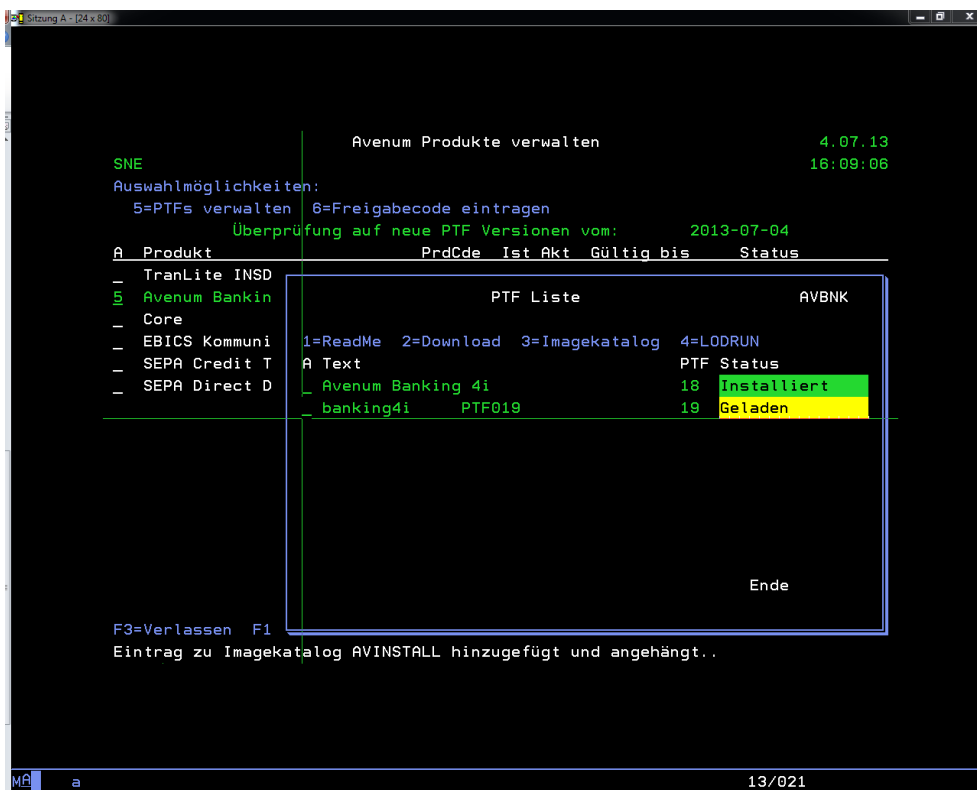 Sitzung A - [24 x 80]
Avenum Produkte verwalten 4.07.13
SNE 16:09:06
Auswahlmöglichkeiten:
5=PTFs verwalten 6=Freigabecode eintragen
Überprüfung auf neue PTF Versionen vom: 2013-07-04
A Produkt PrdCde Ist Akt Gültig bis Status
_ TranLite INSD
5 Avenum Bankin PTF Liste AVBNK
_ Core
_ EBICS Kommuni 1=ReadMe 2=Download 3=Imagekatalog 4=LODRUN
_ SEPA Credit T A Text PTF Status
_ SEPA Direct D _ Avenum Banking 4i 18 Installiert
_ banking4i PTF019 19 Geladen
Ende
F3=Verlassen F1
Eintrag zu Imagekatalog AVINSTALL hinzugefügt und angehängt..
MA a 13/021